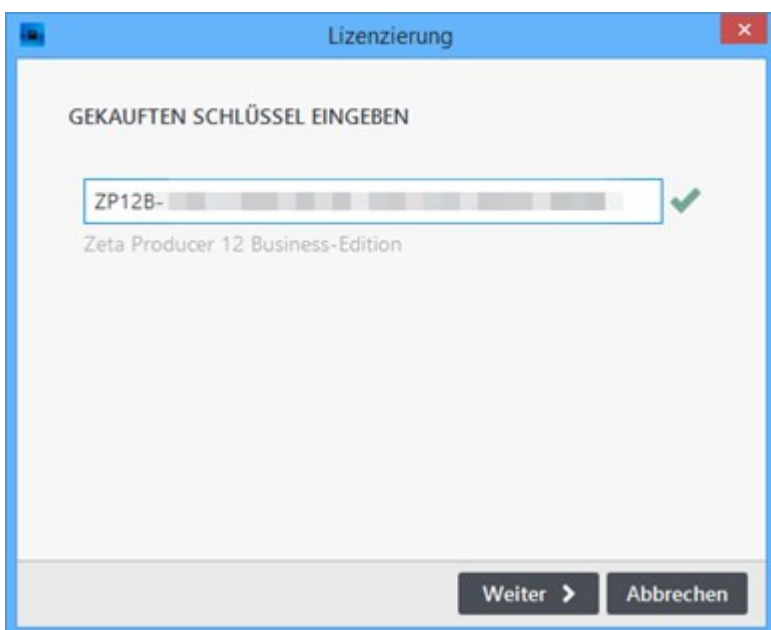 Lizenzierung
GEKAUFTEN SCHLÜSSEL EINGEBEN
ZP12B-
Zeta Producer 12 Business-Edition
Weiter
Abbrechen